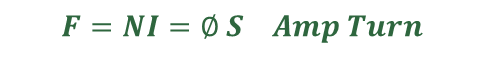 F = NI = ∅ S Amp Turn